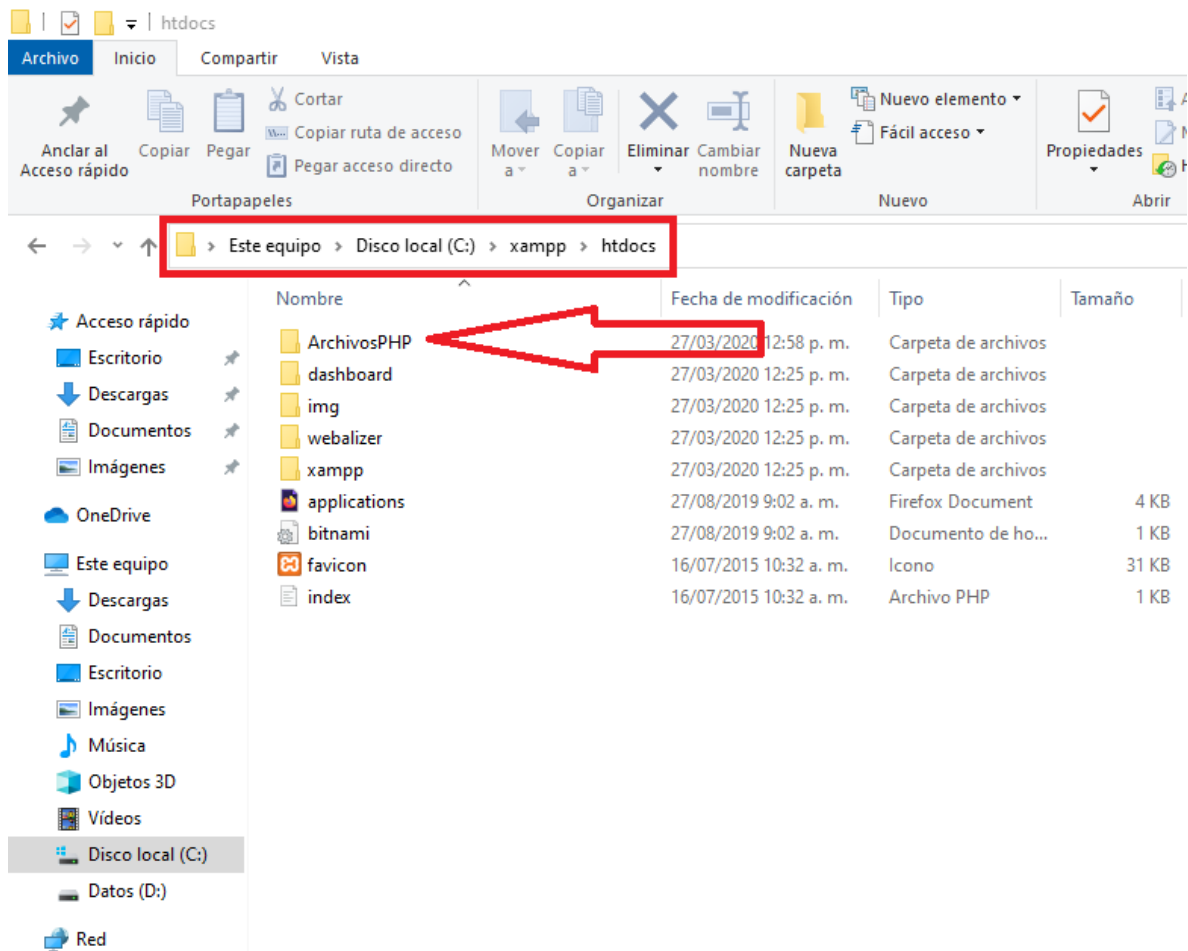 htdocs
Archivo Inicio Compartir Vista
Cortar
Copiar ruta de acceso
Pegar acceso directo
Anclar al
Acceso rápido
Copiar
Pegar
Portapapeles
Mover
a
Copiar
a
Eliminar
Cambiar
nombre
Organizar
Nueva
carpeta
Nuevo elemento
Fácil acceso
Nuevo
Propiedades
Abrir
Este equipo > Disco local (C:) > xampp > htdocs
Nombre Fecha de modificación Tipo Tamaño
ArchivosPHP 27/03/2020 12:58 p. m. Carpeta de archivos
dashboard 27/03/2020 12:25 p. m. Carpeta de archivos
img 27/03/2020 12:25 p. m. Carpeta de archivos
webalizer 27/03/2020 12:25 p. m. Carpeta de archivos
xampp 27/03/2020 12:25 p. m. Carpeta de archivos
applications 27/08/2019 9:02 a. m. Firefox Document 4 KB
bitnami 27/08/2019 9:02 a. m. Documento de ho... 1 KB
favicon 16/07/2015 10:32 a. m. Icono 31 KB
index 16/07/2015 10:32 a. m. Archivo PHP 1 KB
Acceso rápido
Escritorio
Descargas
Documentos
Imágenes
OneDrive
Este equipo
Descargas
Documentos
Escritorio
Imágenes
Música
Objetos 3D
Vídeos
Disco local (C:)
Datos (D:)
Red